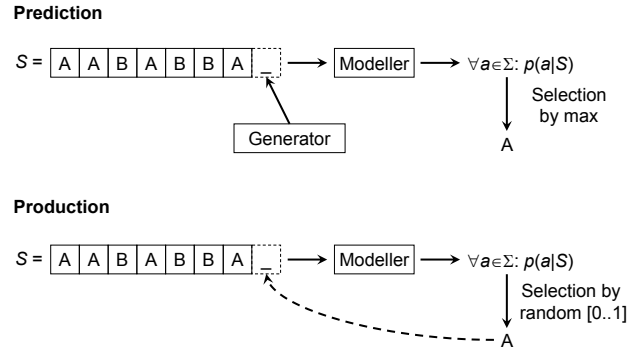 Prediction
S = A A B A B B A _ Modeller ∀a∈Σ: p(a|S)
Selection
by max
Generator
A
Production
S = A A B A B B A _ Modeller ∀a∈Σ: p(a|S)
Selection by
random [0..1]
A